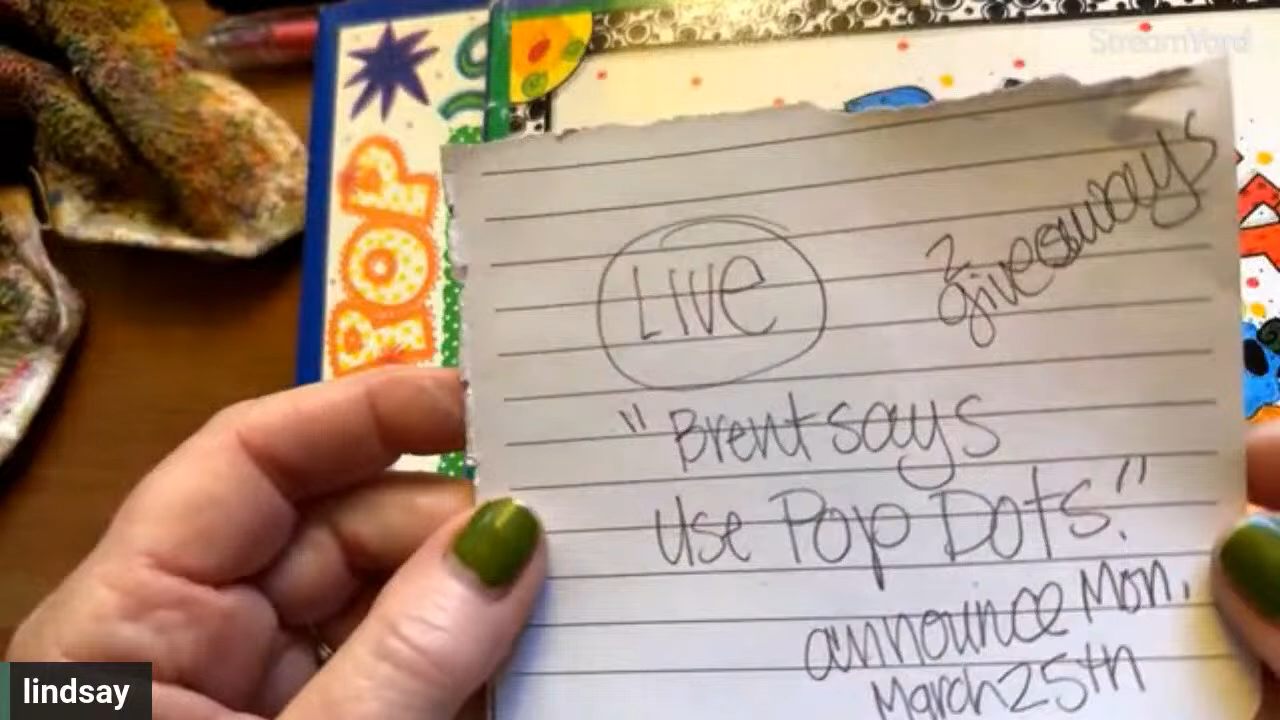 StreamYard
POP
LIVE
2
giveaways
"Brent says
Use Pop Dots."
announce Mon.
March 25th
lindsay